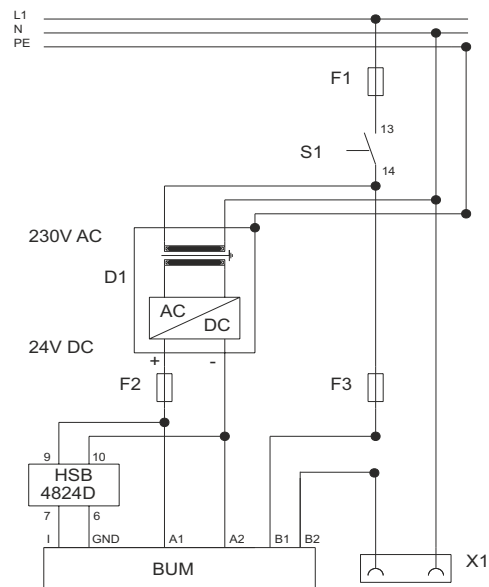 L1
N
PE
F1
13
S1
14
230V AC
D1
AC
DC
24V DC
+ -
F2 F3
9 10
HSB
4824D
7 6
I GND A1 A2 B1 B2
BUM X1